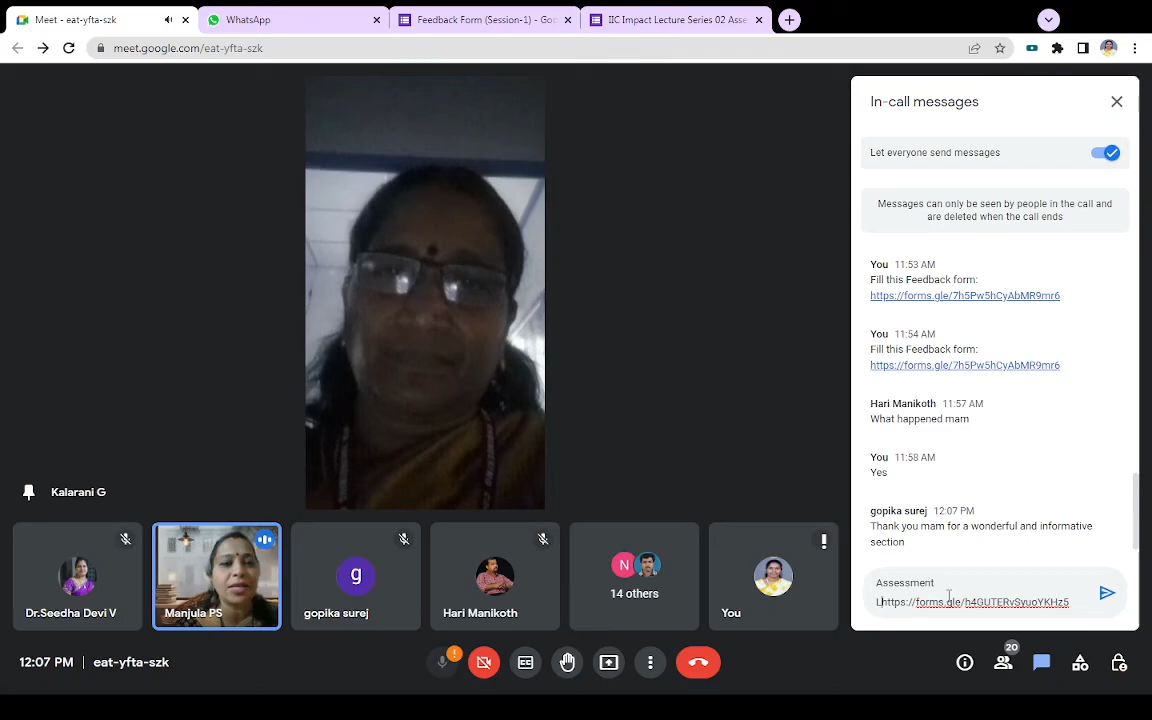 Meet - eat-yfta-szk
WhatsApp
Feedback Form (Session-1) - Goo
IIC Impact Lecture Series 02 Asse
meet.google.com/eat-yfta-szk
In-call messages
Let everyone send messages
Messages can only be seen by people in the call and
are deleted when the call ends
You 11:53 AM
Fill this Feedback form:
https://forms.gle/7h5Pw5hCyAbMR9mr6
You 11:54 AM
Fill this Feedback form:
https://forms.gle/7h5Pw5hCyAbMR9mr6
Hari Manikoth 11:57 AM
What happened mam
You 11:58 AM
Yes
gopika surej 12:07 PM
Thank you mam for a wonderful and informative
section
Assessment
Lhttps://forms.gle/h4GUTERvSyuoYKHz5
Kalarani G
Dr.Seedha Devi V
Manjula PS
g
gopika surej
Hari Manikoth
N
14 others
You
12:07 PM | eat-yfta-szk
20